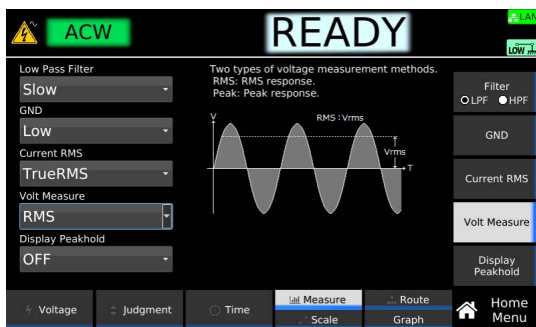 ACW
READY
LAN
LOW
Low Pass Filter
Slow
GND
Low
Current RMS
TrueRMS
Volt Measure
RMS
Display Peakhold
OFF
Two types of voltage measurement methods.
RMS: RMS response.
Peak: Peak response.
V
RMS : Vrms
Vrms
T
Filter
LPF HPF
GND
Current RMS
Volt Measure
Display
Peakhold
Voltage
Judgment
Time
Measure
Scale
Route
Graph
Home
Menu